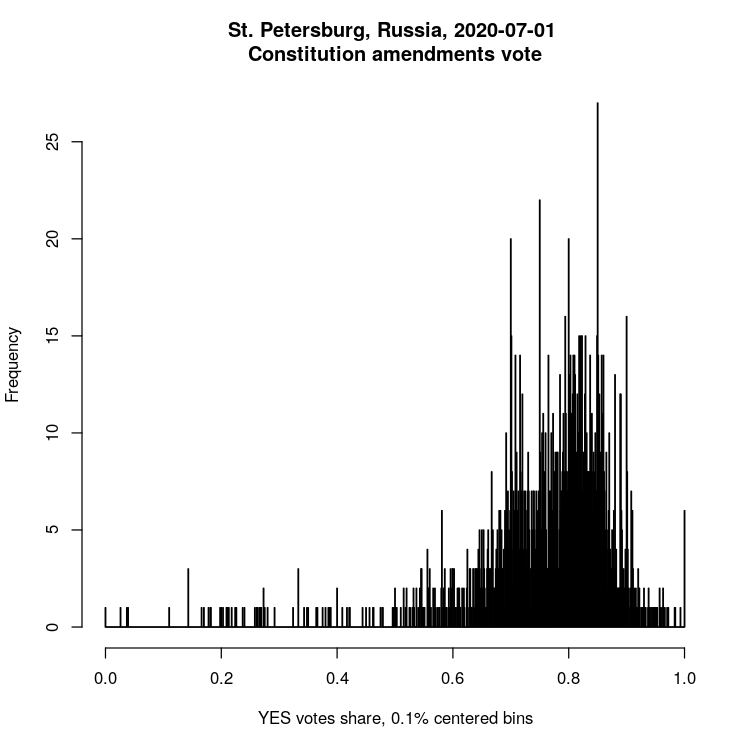 St. Petersburg, Russia, 2020-07-01
Constitution amendments vote
25
20
15
10
5
0
Frequency
0.0 0.2 0.4 0.6 0.8 1.0
YES votes share, 0.1% centered bins